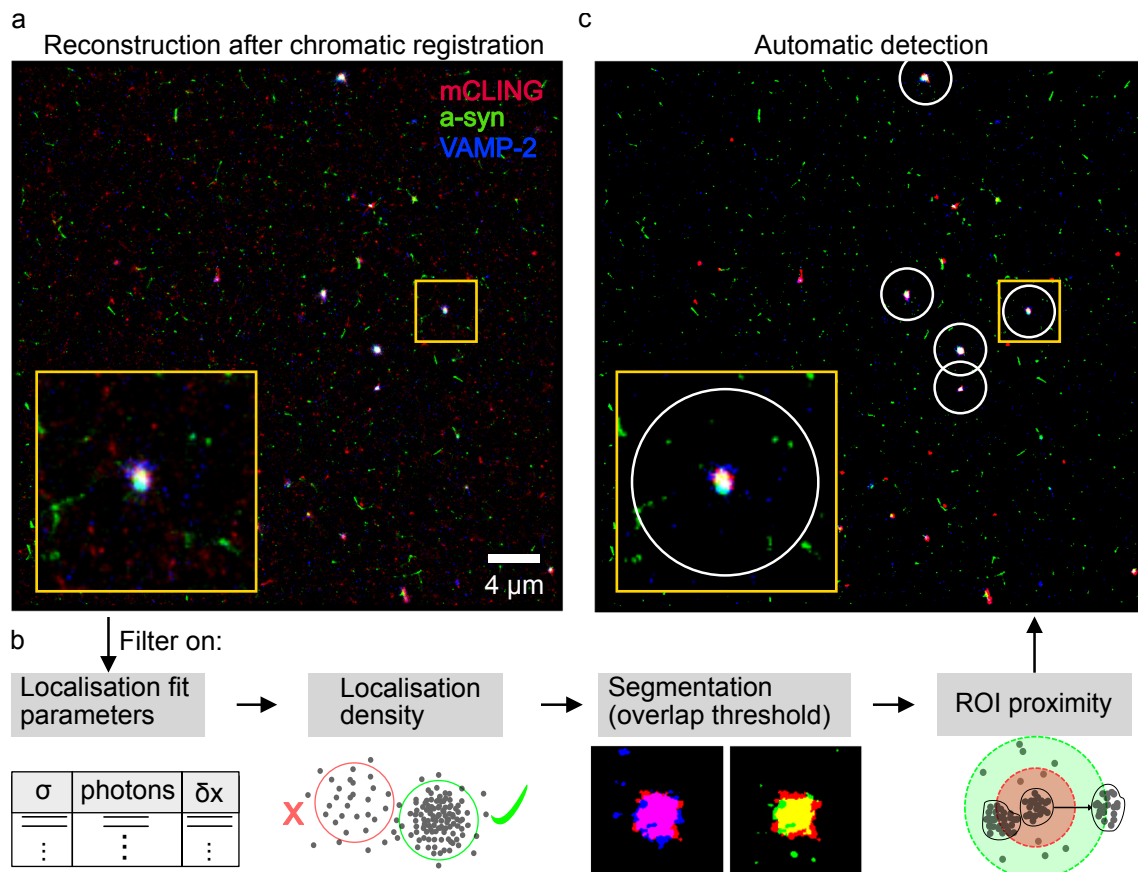 a
Reconstruction after chromatic registration
mCLING
a-syn
VAMP-2
4 μm
c
Automatic detection
b
Filter on:
Localisation fit
parameters
Localisation
density
Segmentation
(overlap threshold)
ROI proximity
σ photons δx
⋮ ⋮ ⋮
X